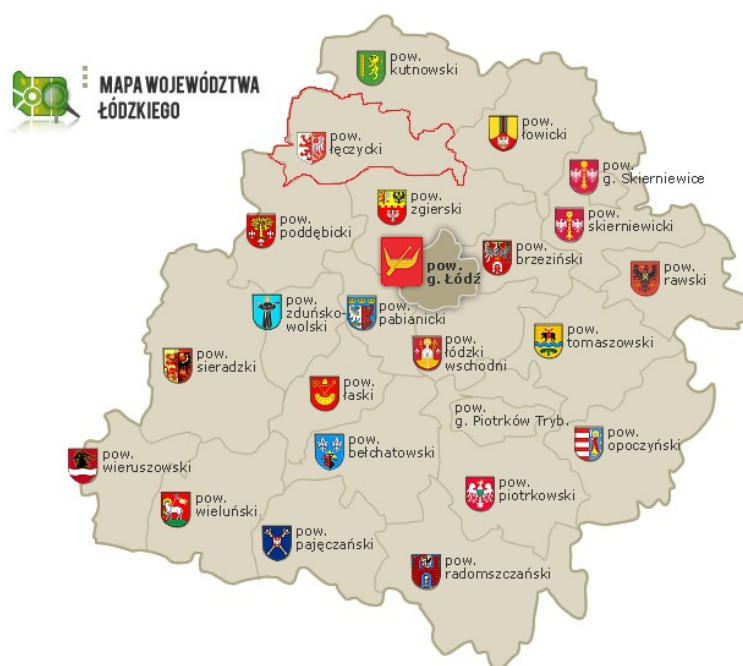 MAPA WOJEWÓDZTWA
ŁÓDZKIEGO
pow.
kutnowski
pow.
łęczycki
pow.
łowicki
pow.
g. Skierniewice
pow.
zgierski
pow.
skierniewicki
pow.
poddębicki
pow.
g. Łódź
pow.
brzeziński
pow.
rawski
pow.
zduńsko-
wolski
pow.
pabianicki
pow.
łódzki
wschodni
pow.
tomaszowski
pow.
sieradzki
pow.
łaski
pow.
g. Piotrków Tryb.
pow.
opoczyński
pow.
bełchatowski
pow.
wieruszowski
pow.
wieluński
pow.
piotrkowski
pow.
pajęczański
pow.
radomszczański